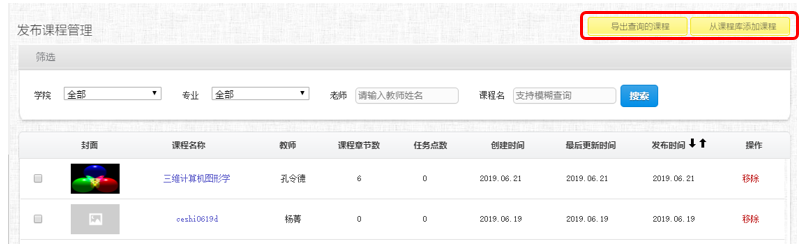 发布课程管理 导出查询的课程 从课程库添加课程
筛选
学院 全部 专业 全部 老师 请输入教师姓名 课程名 支持模糊查询 搜索
封面 课程名称 教师 课程章节数 任务点数 创建时间 最后更新时间 发布时间 操作
三维计算机图形学 孔令德 6 0 2019.06.21 2019.06.21 2019.06.21 移除
ceshi0619d 杨菁 0 0 2019.06.19 2019.06.19 2019.06.19 移除